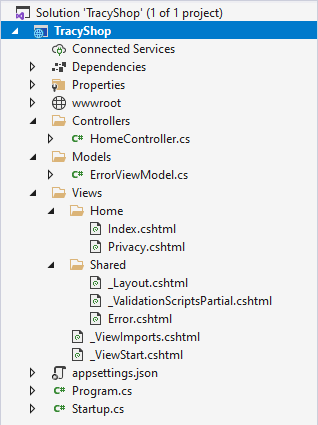 Solution 'TracyShop' (1 of 1 project)
TracyShop
Connected Services
Dependencies
Properties
wwwroot
Controllers
C# HomeController.cs
Models
C# ErrorViewModel.cs
Views
Home
Index.cshtml
Privacy.cshtml
Shared
_Layout.cshtml
_ValidationScriptsPartial.cshtml
Error.cshtml
_ViewImports.cshtml
_ViewStart.cshtml
appsettings.json
C# Program.cs
C# Startup.cs